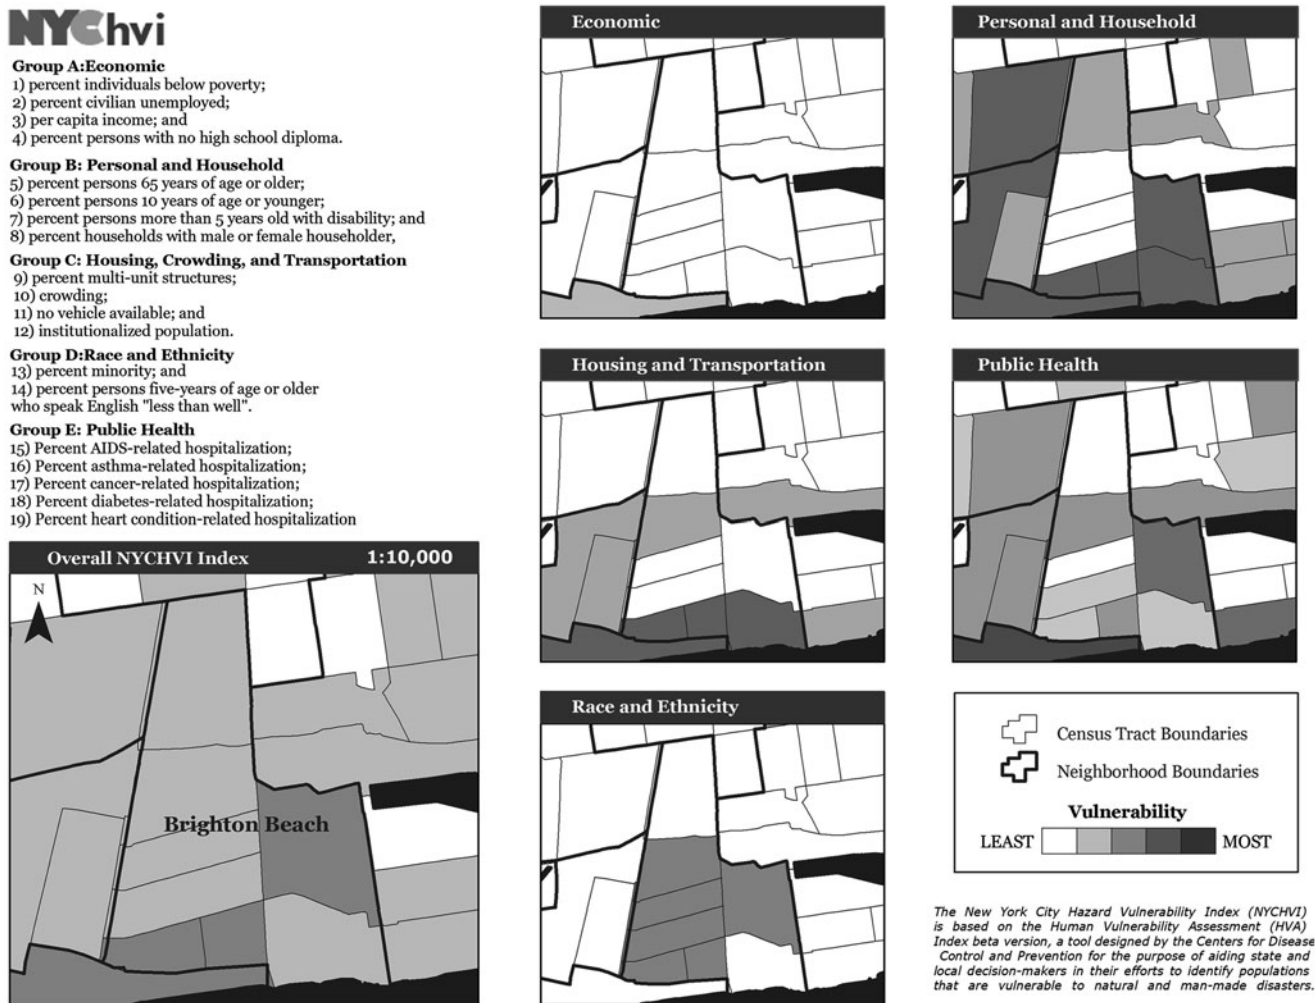 NYChvi
Group A:Economic
1) percent individuals below poverty;
2) percent civilian unemployed;
3) per capita income; and
4) percent persons with no high school diploma.
Group B: Personal and Household
5) percent persons 65 years of age or older;
6) percent persons 10 years of age or younger;
7) percent persons more than 5 years old with disability; and
8) percent households with male or female householder,
Group C: Housing, Crowding, and Transportation
9) percent multi-unit structures;
10) crowding;
11) no vehicle available; and
12) institutionalized population.
Group D:Race and Ethnicity
13) percent minority; and
14) percent persons five-years of age or older
who speak English "less than well".
Group E: Public Health
15) Percent AIDS-related hospitalization;
16) Percent asthma-related hospitalization;
17) Percent cancer-related hospitalization;
18) Percent diabetes-related hospitalization;
19) Percent heart condition-related hospitalization
Overall NYCHVI Index 1:10,000
N
Brighton Beach
Economic
Personal and Household
Housing and Transportation
Public Health
Race and Ethnicity
Census Tract Boundaries
Neighborhood Boundaries
Vulnerability
LEAST MOST
The New York City Hazard Vulnerability Index (NYCHVI)
is based on the Human Vulnerability Assessment (HVA)
Index beta version, a tool designed by the Centers for Disease
Control and Prevention for the purpose of aiding state and
local decision-makers in their efforts to identify populations
that are vulnerable to natural and man-made disasters.